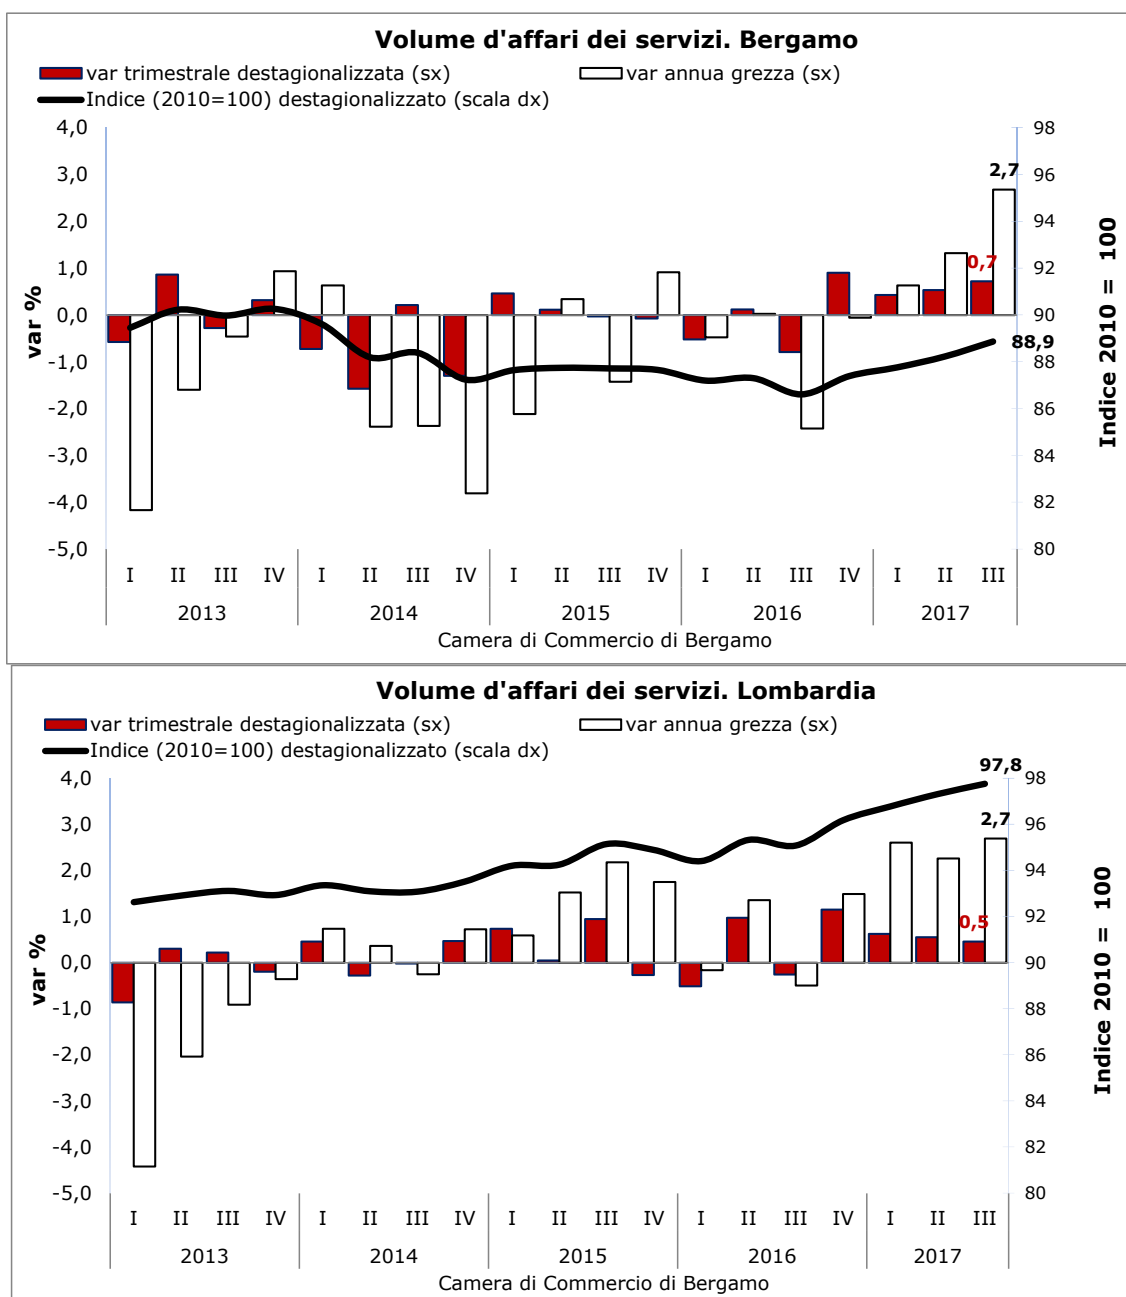 Volume d'affari dei servizi. Bergamo
var trimestrale destagionalizzata (sx) var annua grezza (sx)
Indice (2010=100) destagionalizzato (scala dx)
4,0 98
3,0 96
2,0 94
1,0 92
0,0 90
-1,0 88
-2,0 86
-3,0 84
-4,0 82
-5,0 80
var %
Indice 2010 = 100
2,7
0,7
88,9
I II III IV I II III IV I II III IV I II III IV I II III
2013 2014 2015 2016 2017
Camera di Commercio di Bergamo
Volume d'affari dei servizi. Lombardia
var trimestrale destagionalizzata (sx) var annua grezza (sx)
Indice (2010=100) destagionalizzato (scala dx)
4,0 98
3,0 96
2,0 94
1,0 92
0,0 90
-1,0 88
-2,0 86
-3,0 84
-4,0 82
-5,0 80
var %
Indice 2010 = 100
97,8
2,7
0,5
I II III IV I II III IV I II III IV I II III IV I II III
2013 2014 2015 2016 2017
Camera di Commercio di Bergamo